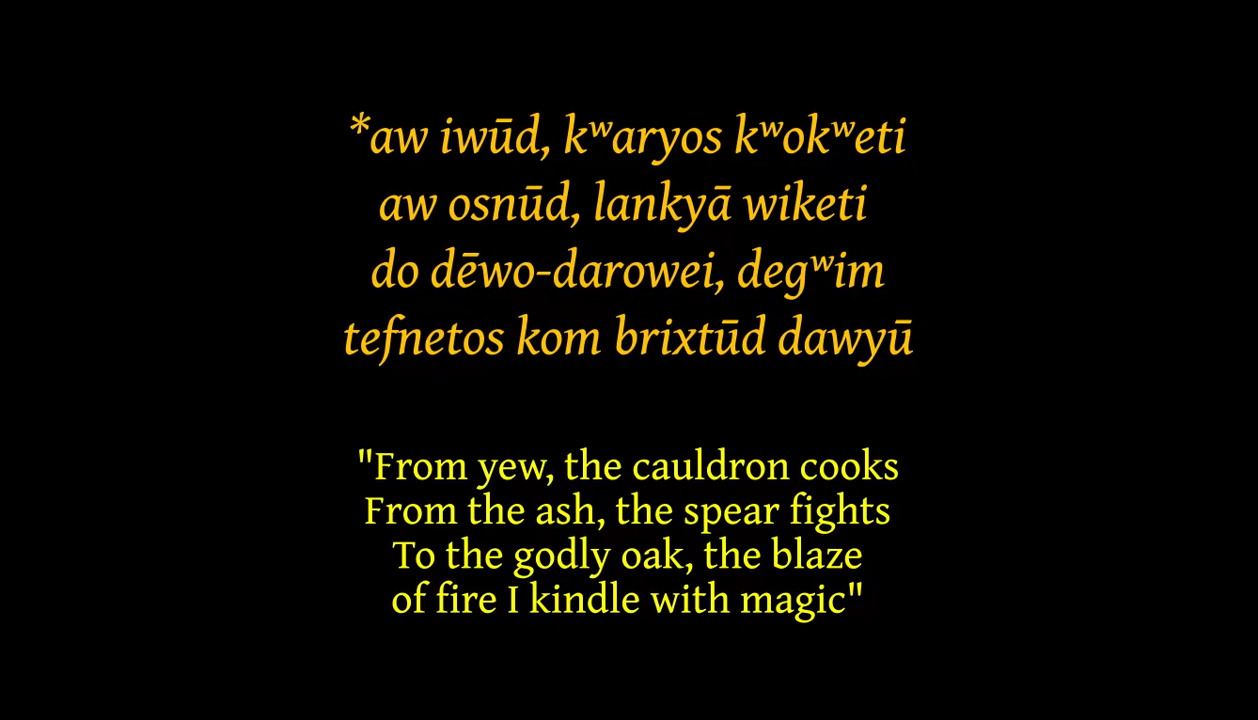 *aw iwūd, kʷaryos kʷokʷeti
aw osnūd, lankyā wiketi
do dēwo-darowei, degʷim
tefnetos kom brixtūd dawyū
"From yew, the cauldron cooks
From the ash, the spear fights
To the godly oak, the blaze
of fire I kindle with magic"